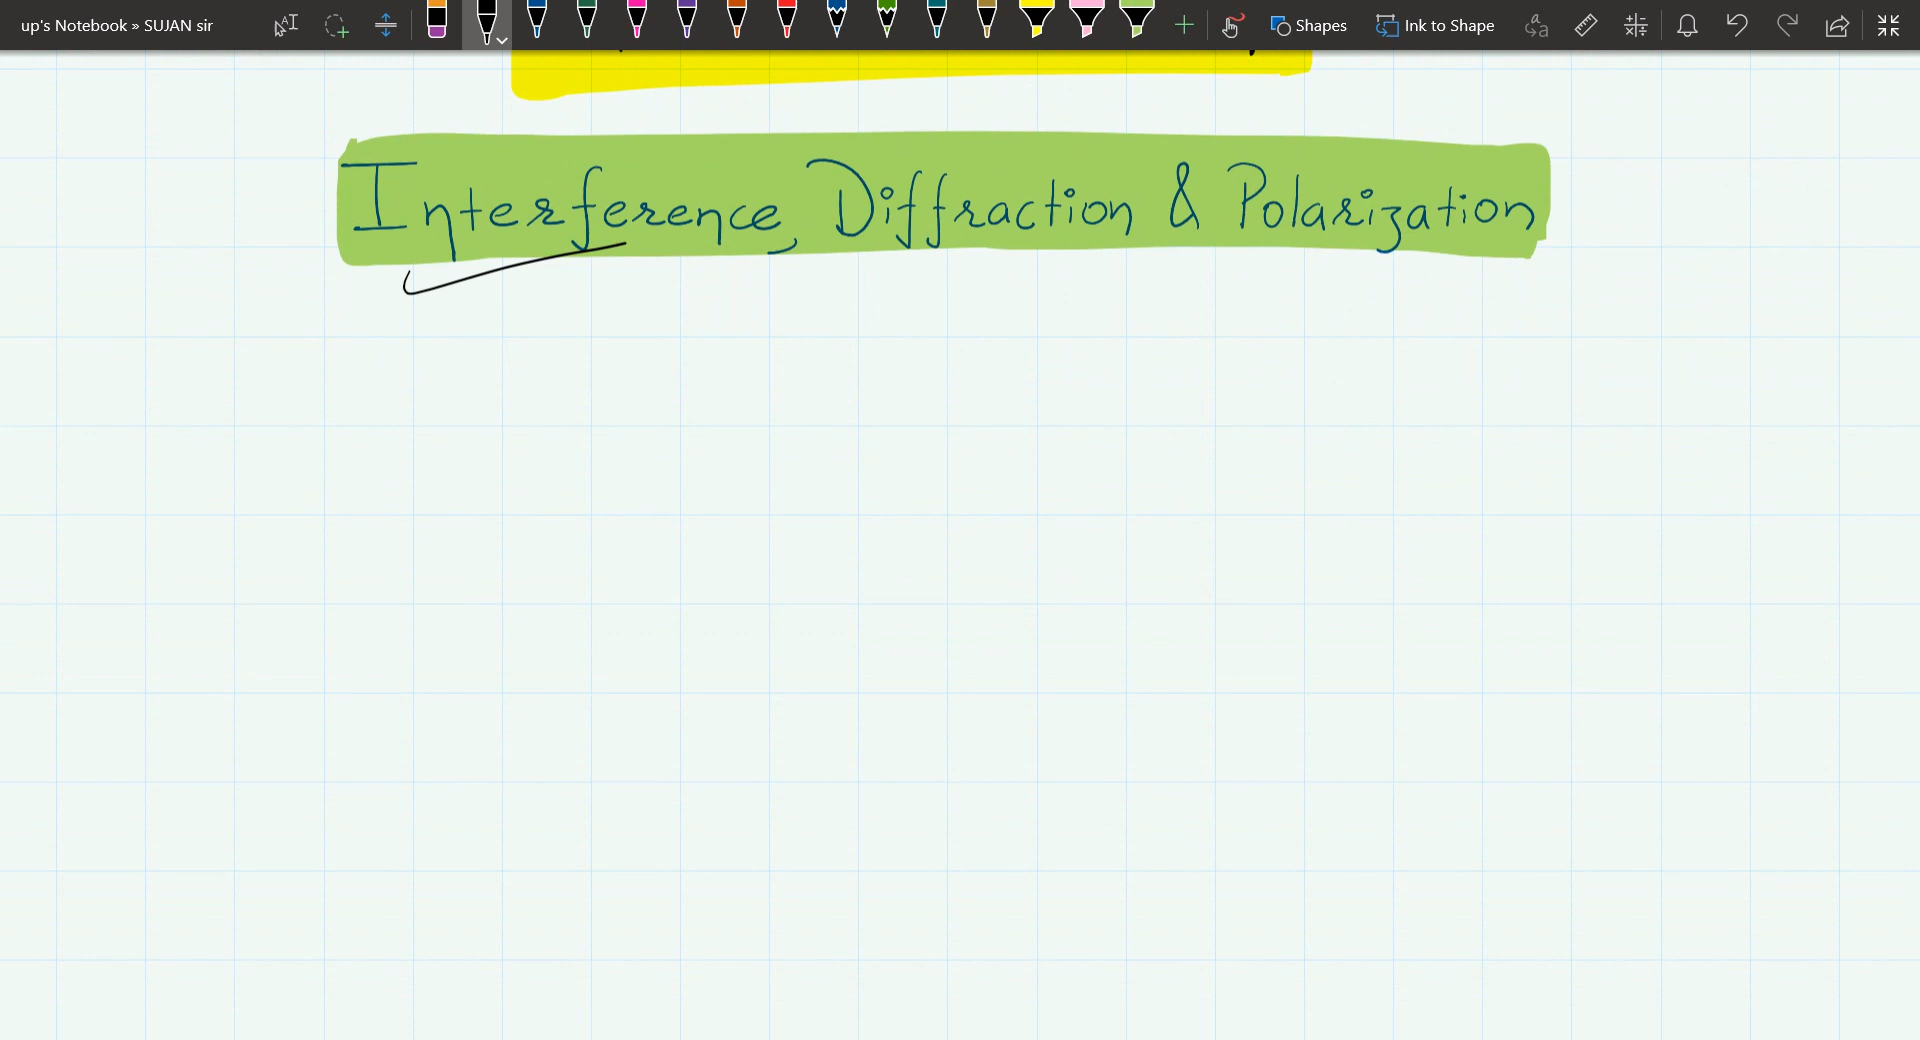 up's Notebook » SUJAN sir
Shapes
Ink to Shape
Interference, Diffraction & Polarization